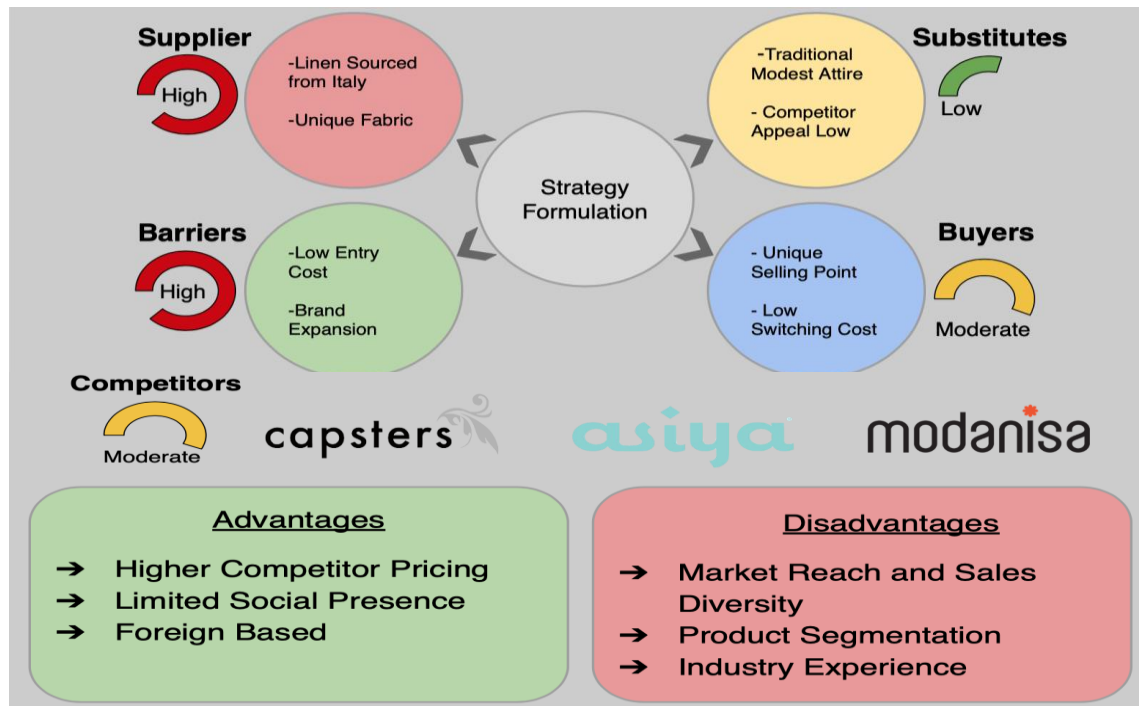 Supplier
High
-Linen Sourced
from Italy
-Unique Fabric
Strategy
Formulation
-Traditional
Modest Attire
- Competitor
Appeal Low
Substitutes
Low
Barriers
High
-Low Entry
Cost
-Brand
Expansion
- Unique
Selling Point
- Low
Switching Cost
Buyers
Moderate
Competitors
Moderate
capsters
asiya
modanisa
Advantages
➔ Higher Competitor Pricing
➔ Limited Social Presence
➔ Foreign Based
Disadvantages
➔ Market Reach and Sales
Diversity
➔ Product Segmentation
➔ Industry Experience